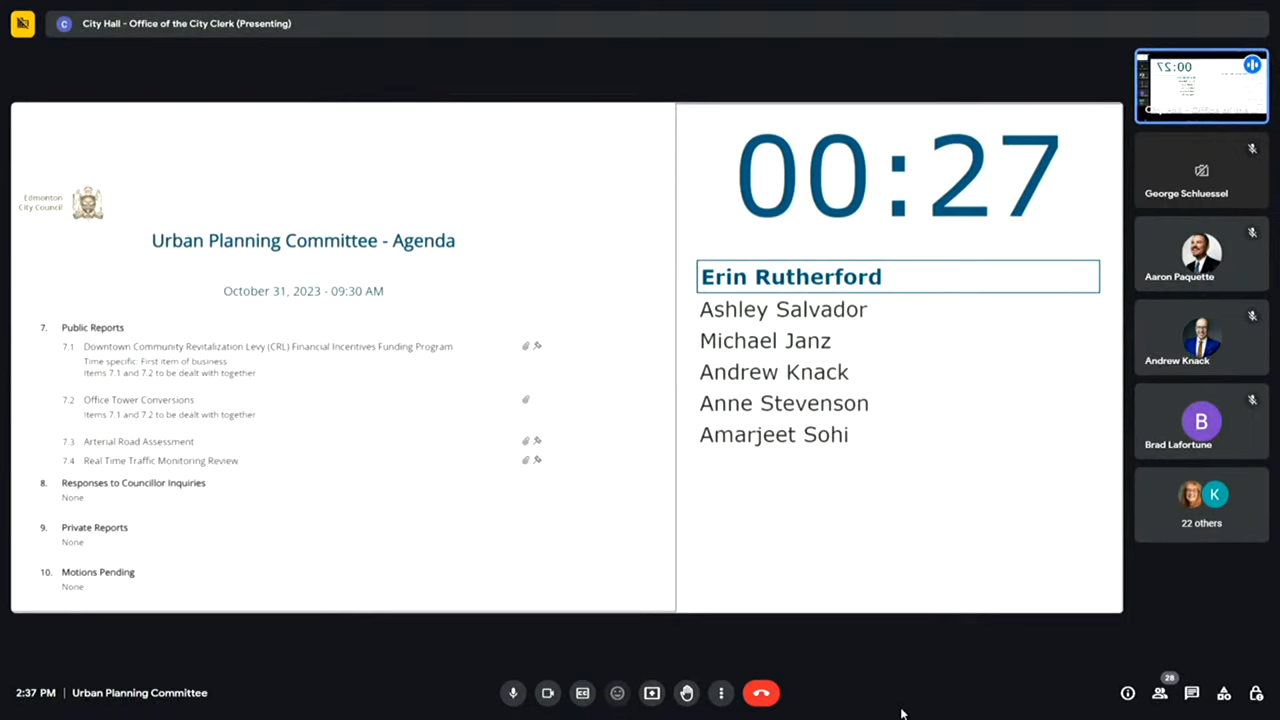 City Hall - Office of the City Clerk (Presenting)
Edmonton
City Council
Urban Planning Committee - Agenda
October 31, 2023 - 09:30 AM
7. Public Reports
7.1 Downtown Community Revitalization Levy (CRL) Financial Incentives Funding Program
Time specific: First item of business
Items 7.1 and 7.2 to be dealt with together
7.2 Office Tower Conversions
Items 7.1 and 7.2 to be dealt with together
7.3 Arterial Road Assessment
7.4 Real Time Traffic Monitoring Review
8. Responses to Councillor Inquiries
None
9. Private Reports
None
10. Motions Pending
None
00:27
Erin Rutherford
Ashley Salvador
Michael Janz
Andrew Knack
Anne Stevenson
Amarjeet Sohi
00:27
George Schluessel
Aaron Paquette
Andrew Knack
B
Brad Lafortune
K
22 others
2:37 PM | Urban Planning Committee
28